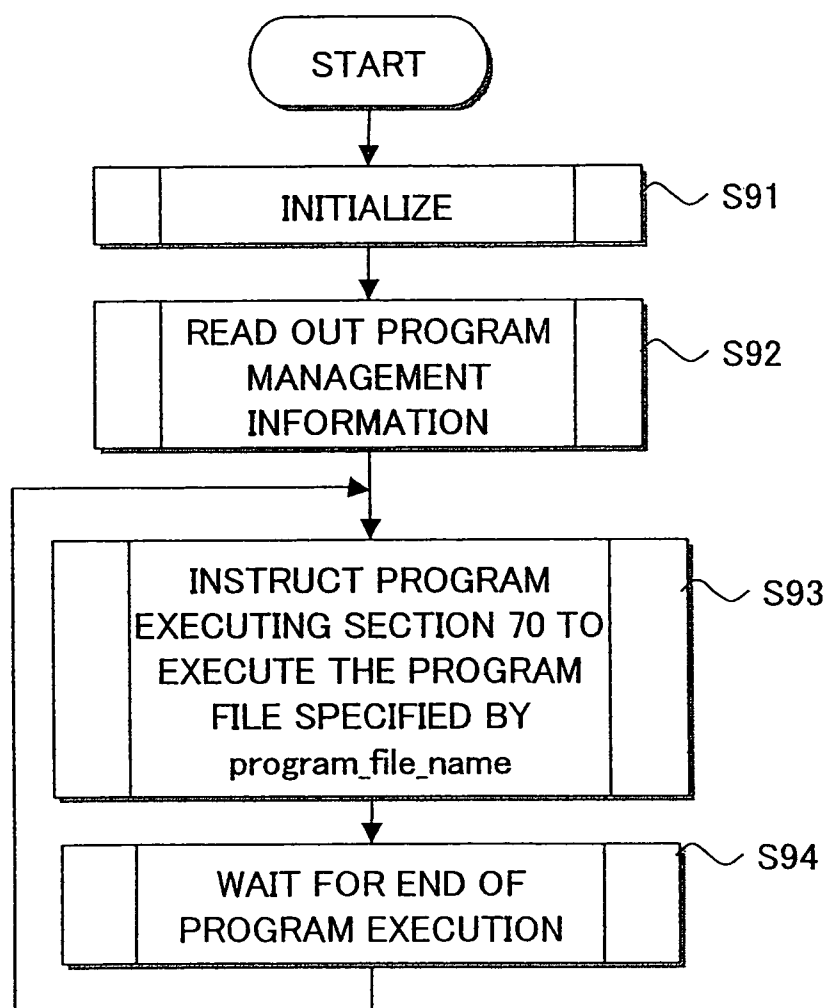 START
INITIALIZE
S91
READ OUT PROGRAM
MANAGEMENT
INFORMATION
S92
INSTRUCT PROGRAM
EXECUTING SECTION 70 TO
EXECUTE THE PROGRAM
FILE SPECIFIED BY
program_file_name
S93
WAIT FOR END OF
PROGRAM EXECUTION
S94